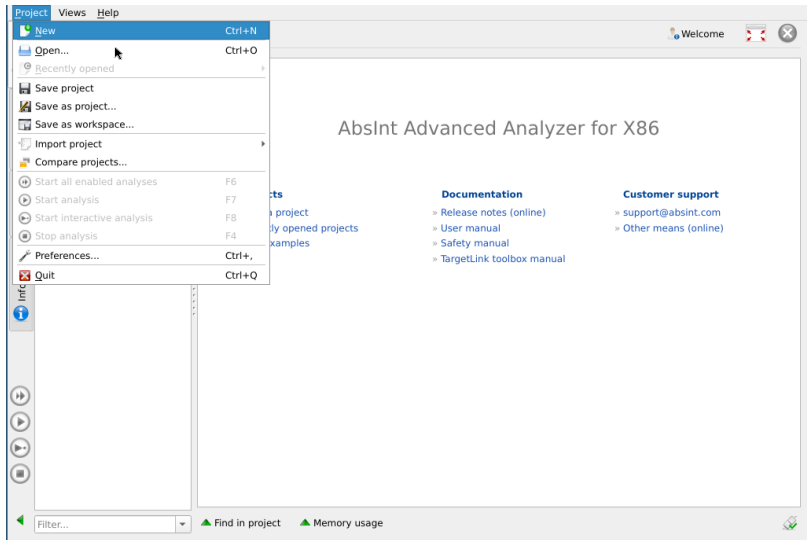 Project Views Help
New Ctrl+N
Open... Ctrl+O
Recently opened
Save project
Save as project...
Save as workspace...
Import project
Compare projects...
Start all enabled analyses F6
Start analysis F7
Start interactive analysis F8
Stop analysis F4
Preferences... Ctrl+,
Quit Ctrl+Q
Welcome
AbsInt Advanced Analyzer for X86
cts
a project
tly opened projects
xamples
Documentation
» Release notes (online)
» User manual
» Safety manual
» TargetLink toolbox manual
Customer support
» support@absint.com
» Other means (online)
Info
Filter...
Find in project
Memory usage